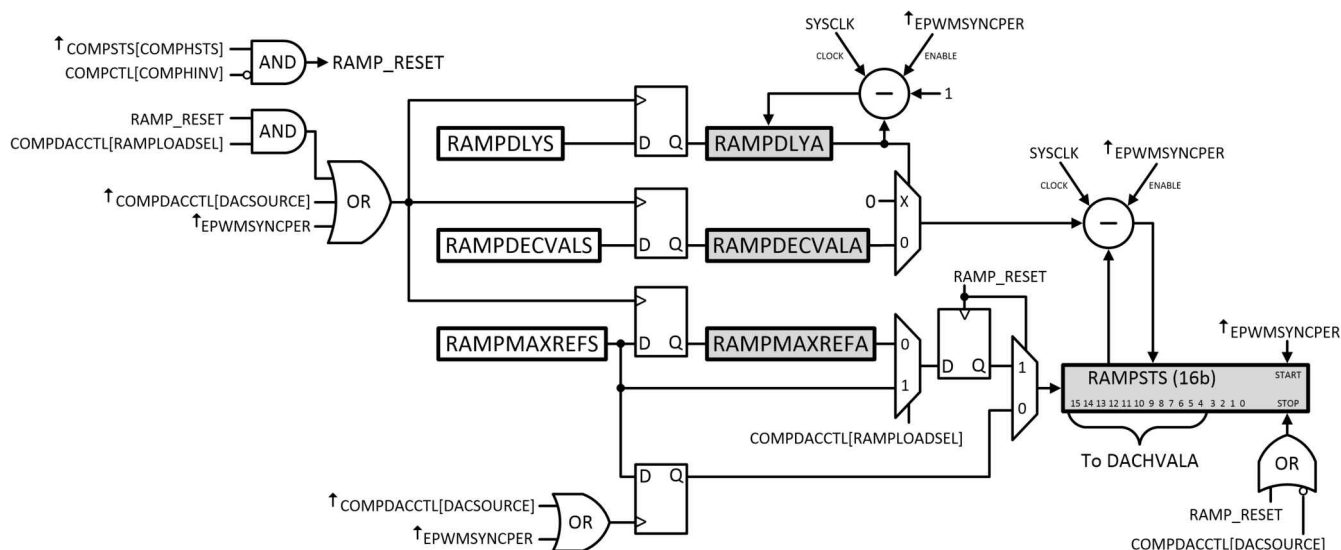 SYSCLK
↑EPWMSYNCPER
CLOCK
ENABLE
1
↑COMPSTS[COMPHSTS]
COMPCTL[COMPHINV]
AND
RAMP_RESET
RAMP_RESET
COMPDACCTL[RAMPLOADSEL]
AND
↑COMPDACCTL[DACSOURCE]
↑EPWMSYNCPER
OR
RAMPDLYS
D
Q
RAMPDLYA
SYSCLK
↑EPWMSYNCPER
CLOCK
ENABLE
RAMPDECVALS
D
Q
RAMPDECVALA
0
X
0
RAMPMAXREFS
D
Q
RAMPMAXREFA
0
1
COMPDACCTL[RAMPLOADSEL]
RAMP_RESET
D
Q
1
0
↑EPWMSYNCPER
RAMPSTS (16b)
START
15 14 13 12 11 10 9 8 7 6 5 4 3 2 1 0
STOP
To DACHVALA
OR
RAMP_RESET
COMPDACCTL[DACSOURCE]
D
Q
↑COMPDACCTL[DACSOURCE]
↑EPWMSYNCPER
OR